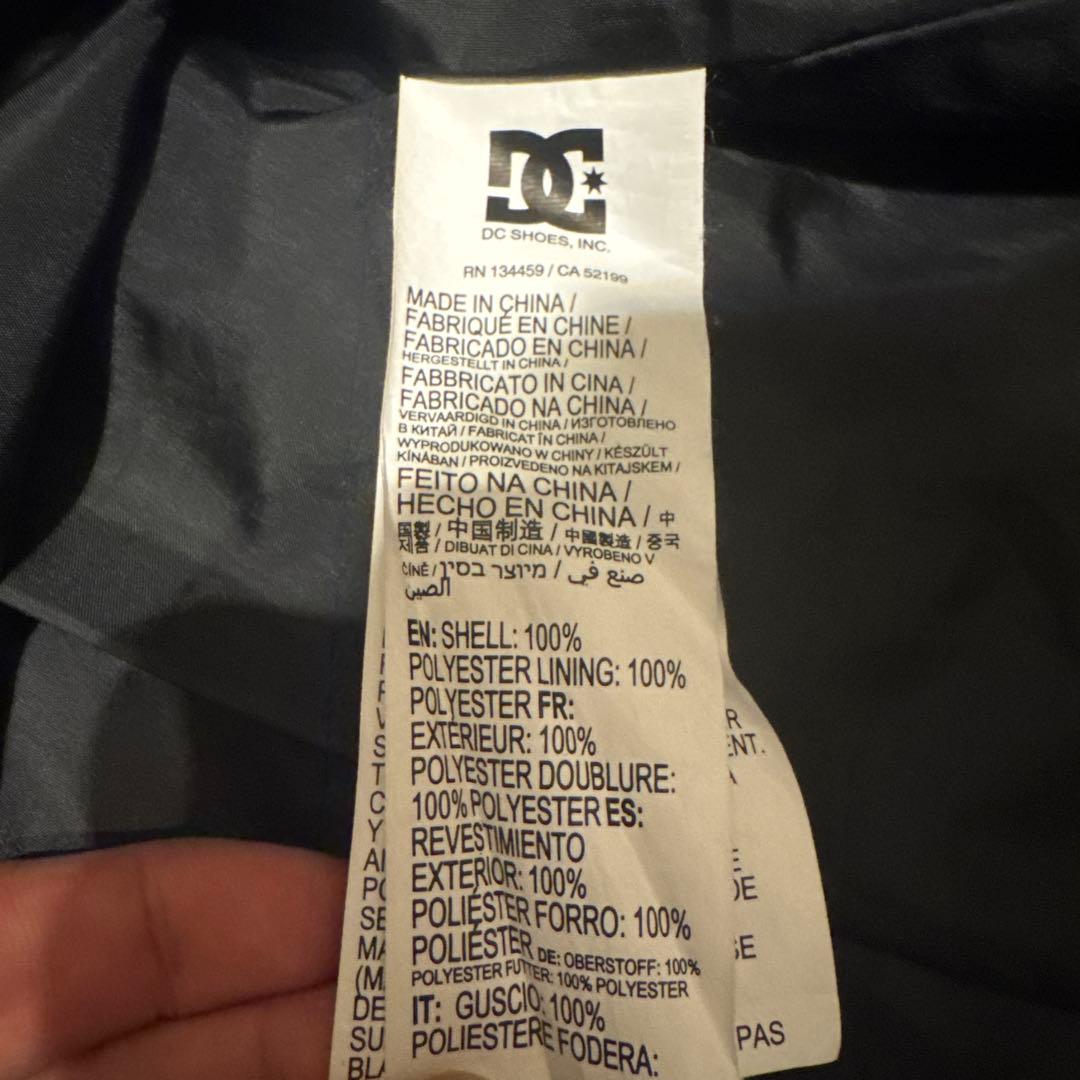 DC
DC SHOES, INC.
RN 134459 / CA 52199
MADE IN CHINA /
FABRIQUÉ EN CHINE /
FABRICADO EN CHINA /
HERGESTELLT IN CHINA /
FABBRICATO IN CINA /
FABRICADO NA CHINA /
VERVAARDIGD IN CHINA / ИЗГОТОВЛЕНО
В КИТАЙ / FABRICAT ÎN CHINA /
WYPRODUKOWANO W CHINY / KÉSZÜLT
KÍNÁBAN / PROIZVEDENO NA KITAJSKEM /
FEITO NA CHINA /
HECHO EN CHINA / 中
国製 / 中国制造 / 中國製造 / 중국
제품 / DIBUAT DI CINA / VYROBENO V
ČÍNĚ / מיוצר בסין / صنع في
الصين
EN: SHELL: 100%
POLYESTER LINING: 100%
POLYESTER FR:
EXTÉRIEUR: 100%
POLYESTER DOUBLURE:
100% POLYESTER ES:
REVESTIMIENTO
EXTERIOR: 100%
POLIÉSTER FORRO: 100%
POLIÉSTER DE: OBERSTOFF: 100%
POLYESTER FUTTER: 100% POLYESTER
IT: GUSCIO: 100%
POLIESTERE FODERA:
ENT.
DE
SE
PAS